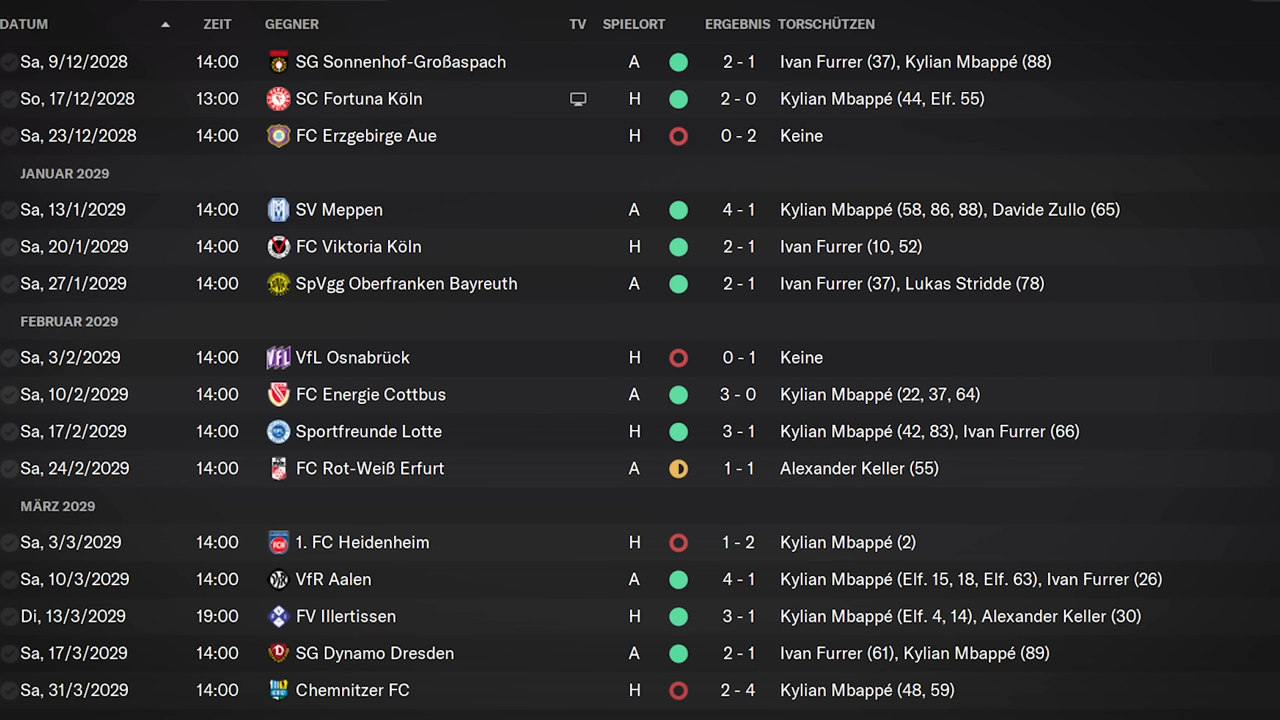 DATUM ZEIT GEGNER TV SPIELORT ERGEBNIS TORSCHÜTZEN
Sa, 9/12/2028 14:00 SG Sonnenhof-Großaspach A 2 - 1 Ivan Furrer (37), Kylian Mbappé (88)
So, 17/12/2028 13:00 SC Fortuna Köln H 2 - 0 Kylian Mbappé (44, Elf. 55)
Sa, 23/12/2028 14:00 FC Erzgebirge Aue H 0 - 2 Keine
JANUAR 2029
Sa, 13/1/2029 14:00 SV Meppen A 4 - 1 Kylian Mbappé (58, 86, 88), Davide Zullo (65)
Sa, 20/1/2029 14:00 FC Viktoria Köln H 2 - 1 Ivan Furrer (10, 52)
Sa, 27/1/2029 14:00 SpVgg Oberfranken Bayreuth A 2 - 1 Ivan Furrer (37), Lukas Stridde (78)
FEBRUAR 2029
Sa, 3/2/2029 14:00 VfL Osnabrück H 0 - 1 Keine
Sa, 10/2/2029 14:00 FC Energie Cottbus A 3 - 0 Kylian Mbappé (22, 37, 64)
Sa, 17/2/2029 14:00 Sportfreunde Lotte H 3 - 1 Kylian Mbappé (42, 83), Ivan Furrer (66)
Sa, 24/2/2029 14:00 FC Rot-Weiß Erfurt A 1 - 1 Alexander Keller (55)
MÄRZ 2029
Sa, 3/3/2029 14:00 1. FC Heidenheim H 1 - 2 Kylian Mbappé (2)
Sa, 10/3/2029 14:00 VfR Aalen A 4 - 1 Kylian Mbappé (Elf. 15, 18, Elf. 63), Ivan Furrer (26)
Di, 13/3/2029 19:00 FV Illertissen H 3 - 1 Kylian Mbappé (Elf. 4, 14), Alexander Keller (30)
Sa, 17/3/2029 14:00 SG Dynamo Dresden A 2 - 1 Ivan Furrer (61), Kylian Mbappé (89)
Sa, 31/3/2029 14:00 Chemnitzer FC H 2 - 4 Kylian Mbappé (48, 59)